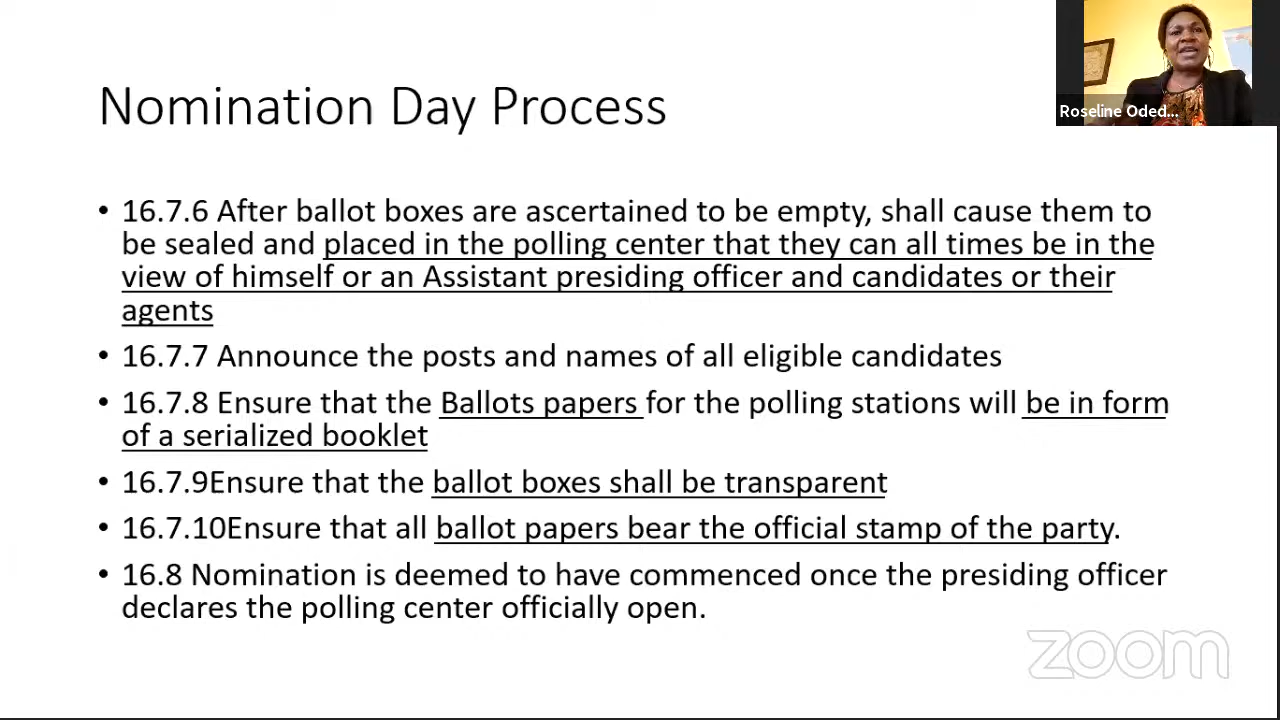 Roseline Oded...
Nomination Day Process
• 16.7.6 After ballot boxes are ascertained to be empty, shall cause them to
be sealed and placed in the polling center that they can all times be in the
view of himself or an Assistant presiding officer and candidates or their
agents
• 16.7.7 Announce the posts and names of all eligible candidates
• 16.7.8 Ensure that the Ballots papers for the polling stations will be in form
of a serialized booklet
• 16.7.9Ensure that the ballot boxes shall be transparent
• 16.7.10Ensure that all ballot papers bear the official stamp of the party.
• 16.8 Nomination is deemed to have commenced once the presiding officer
declares the polling center officially open.
zoom